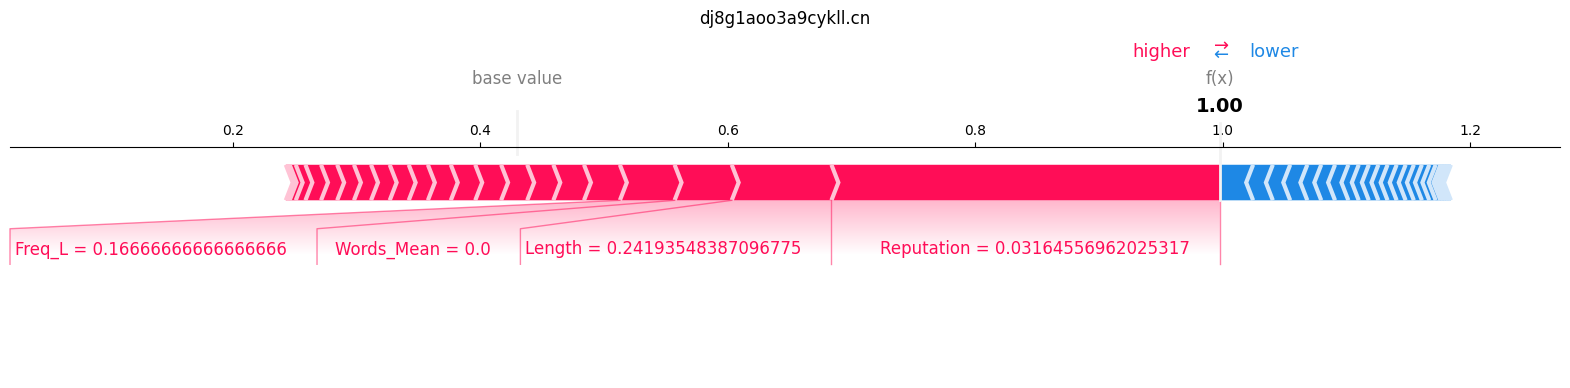 dj8g1aoo3a9cykll.cn
higher ⇄ lower
base value
f(x)
1.00
0.2 0.4 0.6 0.8 1.0 1.2
Freq_L = 0.16666666666666666 Words_Mean = 0.0 Length = 0.24193548387096775 Reputation = 0.03164556962025317